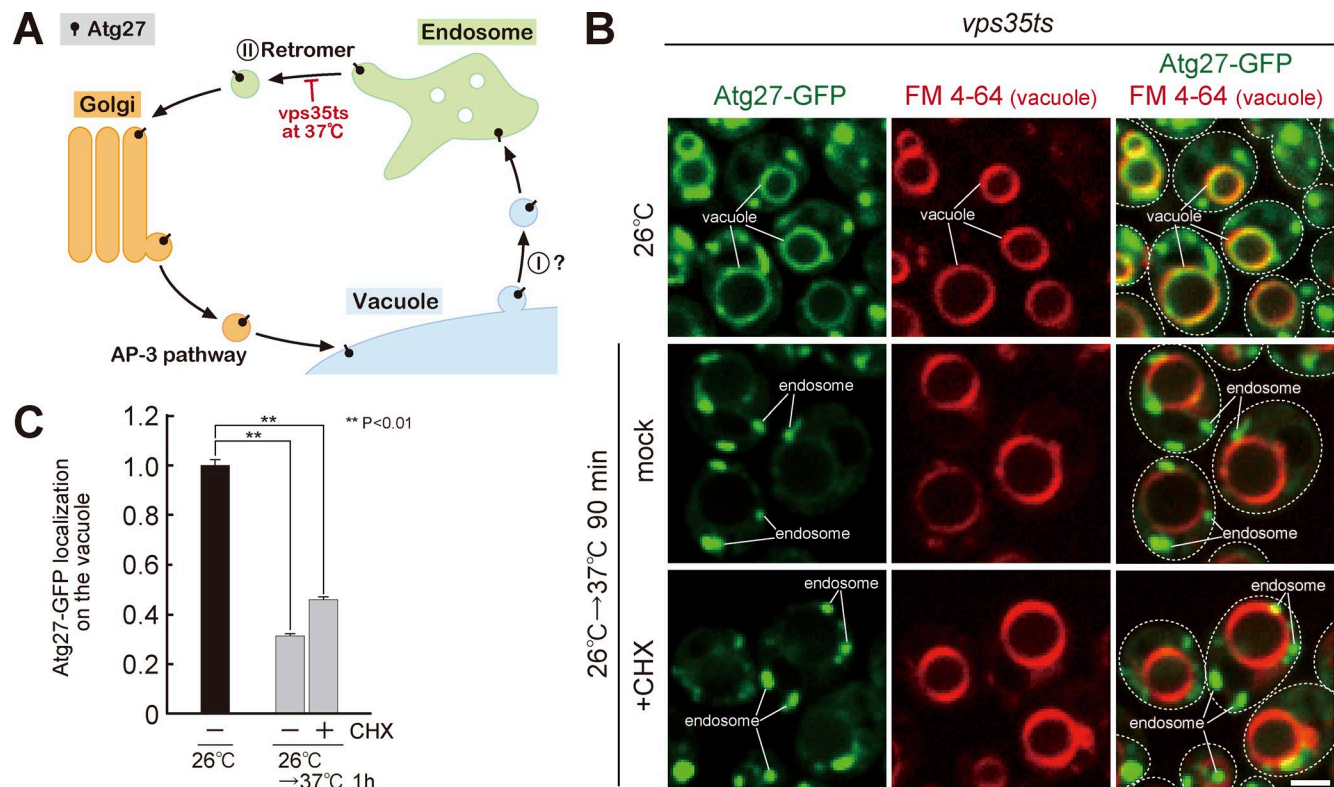 A
Atg27
Endosome
Ⅱ Retromer
vps35ts
at 37℃
Golgi
Ⅰ ?
Vacuole
AP-3 pathway
B
vps35ts
Atg27-GFP
FM 4-64 (vacuole)
Atg27-GFP
FM 4-64 (vacuole)
26℃
vacuole
vacuole
vacuole
26℃→37℃ 90 min
mock
endosome
endosome
endosome
endosome
+CHX
endosome
endosome
endosome
endosome
C
Atg27-GFP localization
on the vacuole
1.2
1.0
0.8
0.6
0.4
0.2
0
**
**
** P<0.01
− − + CHX
26℃ 26℃
→37℃ 1h